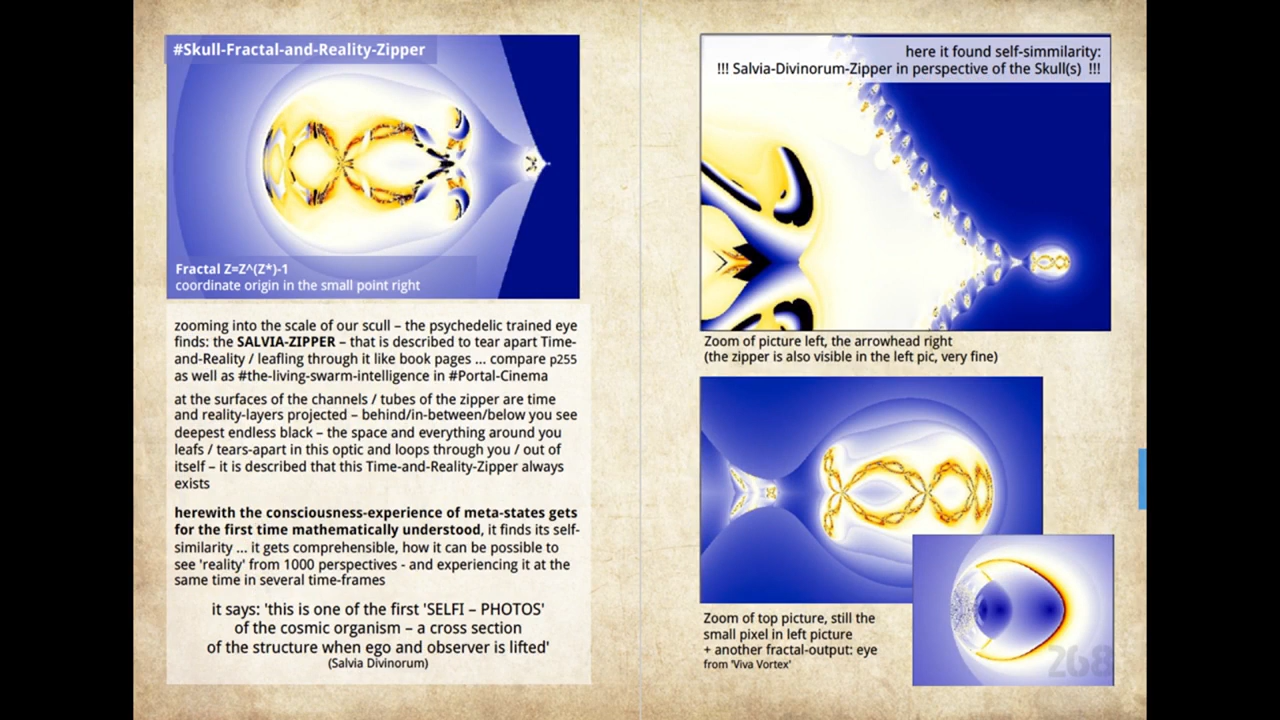 #Skull-Fractal-and-Reality-Zipper
Fractal Z=Z^(Z*)-1
coordinate origin in the small point right
zooming into the scale of our scull – the psychedelic trained eye
finds: the SALVIA-ZIPPER – that is described to tear apart Time-
and-Reality / leafling through it like book pages ... compare p255
as well as #the-living-swarm-intelligence in #Portal-Cinema
at the surfaces of the channels / tubes of the zipper are time
and reality-layers projected – behind/in-between/below you see
deepest endless black – the space and everything around you
leafs / tears-apart in this optic and loops through you / out of
itself – it is described that this Time-and-Reality-Zipper always
exists
herewith the consciousness-experience of meta-states gets
for the first time mathematically understood, it finds its self-
similarity ... it gets comprehensible, how it can be possible to
see 'reality' from 1000 perspectives - and experiencing it at the
same time in several time-frames
it says: 'this is one of the first 'SELFI – PHOTOS'
of the cosmic organism – a cross section
of the structure when ego and observer is lifted'
(Salvia Divinorum)
here it found self-simmilarity:
!!! Salvia-Divinorum-Zipper in perspective of the Skull(s) !!!
Zoom of picture left, the arrowhead right
(the zipper is also visible in the left pic, very fine)
Zoom of top picture, still the
small pixel in left picture
+ another fractal-output: eye
from 'Viva Vortex'
268